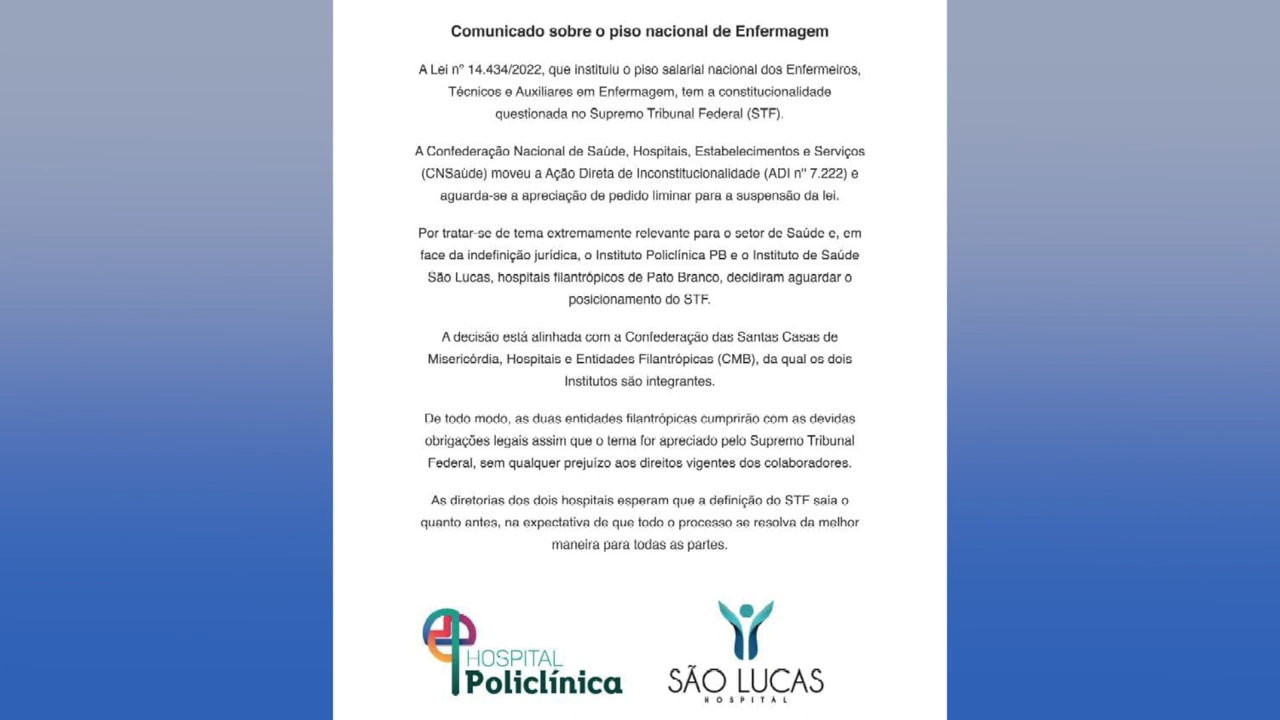 Comunicado sobre o piso nacional de Enfermagem
A Lei nº 14.434/2022, que instituiu o piso salarial nacional dos Enfermeiros,
Técnicos e Auxiliares em Enfermagem, tem a constitucionalidade
questionada no Supremo Tribunal Federal (STF).
A Confederação Nacional de Saúde, Hospitais, Estabelecimentos e Serviços
(CNSaúde) moveu a Ação Direta de Inconstitucionalidade (ADI nº 7.222) e
aguarda-se a apreciação de pedido liminar para a suspensão da lei.
Por tratar-se de tema extremamente relevante para o setor de Saúde e, em
face da indefinição jurídica, o Instituto Policlínica PB e o Instituto de Saúde
São Lucas, hospitais filantrópicos de Pato Branco, decidiram aguardar o
posicionamento do STF.
A decisão está alinhada com a Confederação das Santas Casas de
Misericórdia, Hospitais e Entidades Filantrópicas (CMB), da qual os dois
Institutos são integrantes.
De todo modo, as duas entidades filantrópicas cumprirão com as devidas
obrigações legais assim que o tema for apreciado pelo Supremo Tribunal
Federal, sem qualquer prejuízo aos direitos vigentes dos colaboradores.
As diretorias dos dois hospitais esperam que a definição do STF saia o
quanto antes, na expectativa de que todo o processo se resolva da melhor
maneira para todas as partes.
HOSPITAL
Policlínica
SÃO LUCAS
HOSPITAL